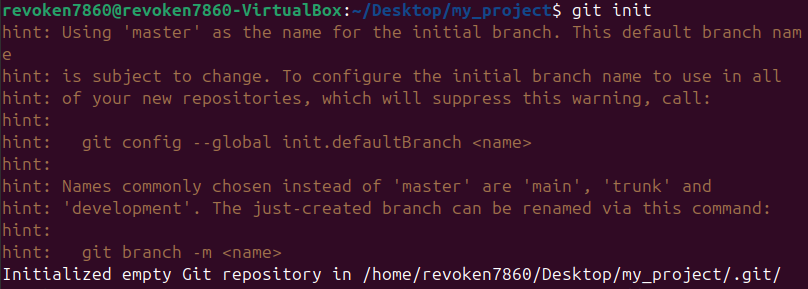 revoken7860@revoken7860-VirtualBox:~/Desktop/my_project$ git init
hint: Using 'master' as the name for the initial branch. This default branch nam
e
hint: is subject to change. To configure the initial branch name to use in all
hint: of your new repositories, which will suppress this warning, call:
hint:
hint:   git config --global init.defaultBranch <name>
hint:
hint: Names commonly chosen instead of 'master' are 'main', 'trunk' and
hint: 'development'. The just-created branch can be renamed via this command:
hint:
hint:   git branch -m <name>
Initialized empty Git repository in /home/revoken7860/Desktop/my_project/.git/